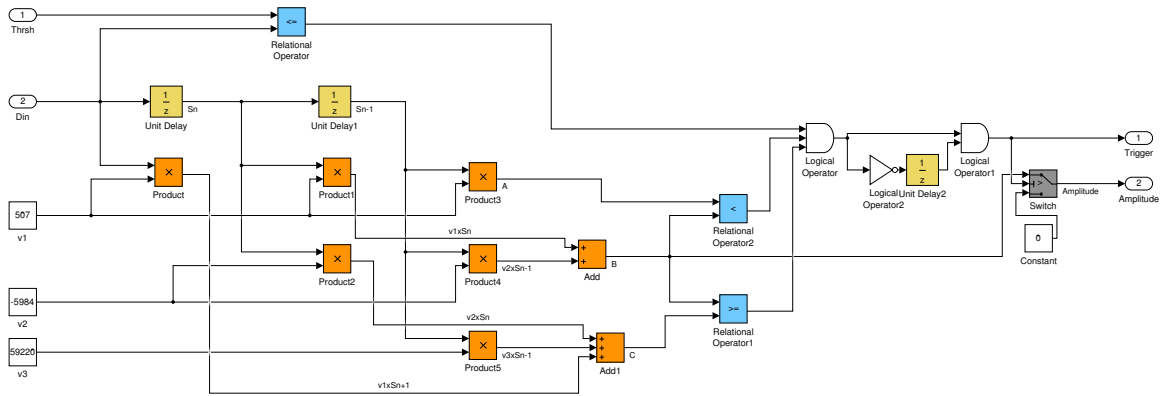 1
Thrsh
<=
Relational
Operator
2
Din
1
z
Sn
Unit Delay
1
z
Sn-1
Unit Delay1
×
Product
×
Product1
×
Product3
A
507
v1
v1xSn
×
Product2
×
Product4
v2xSn-1
+
+
Add
B
<
Relational
Operator2
-5984
v2
v2xSn
>=
Relational
Operator1
59220
v3
×
Product5
v3xSn-1
+
+
+
Add1
C
v1xSn+1
Logical
Operator
Logical
Operator2
1
z
Unit Delay2
Logical
Operator1
1
Trigger
>
Switch
Amplitude
2
Amplitude
0
Constant